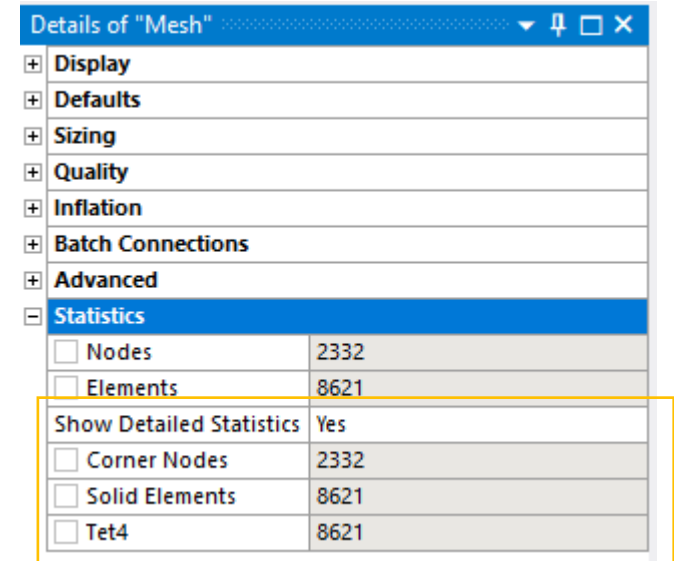 Details of "Mesh"
Display
Defaults
Sizing
Quality
Inflation
Batch Connections
Advanced
Statistics
Nodes 2332
Elements 8621
Show Detailed Statistics Yes
Corner Nodes 2332
Solid Elements 8621
Tet4 8621